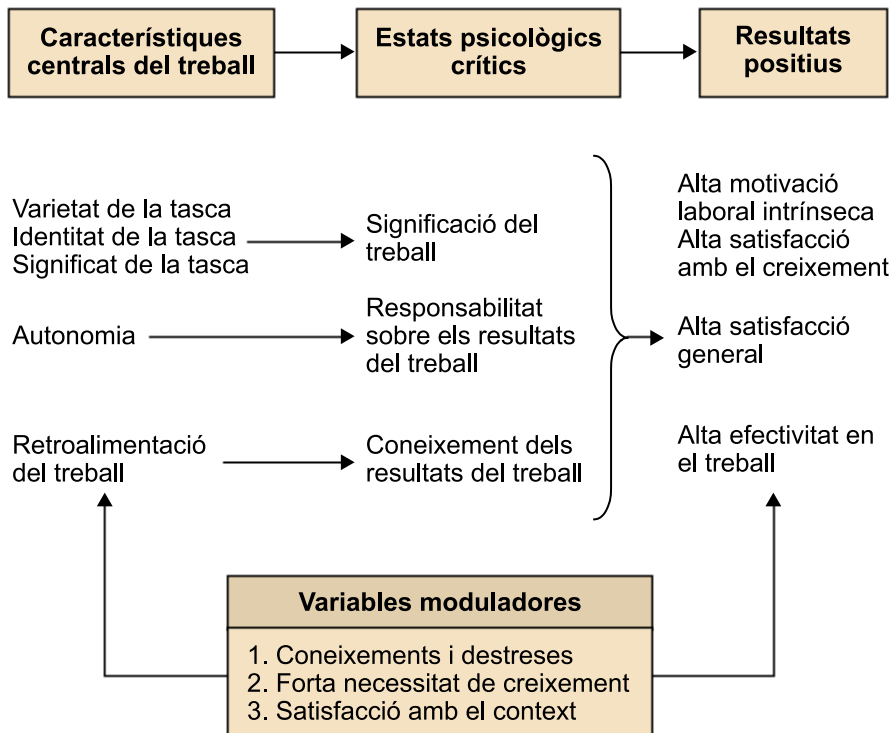 Característiques
centrals del treball
Estats psicològics
crítics
Resultats
positius
Varietat de la tasca
Identitat de la tasca
Significat de la tasca
Significació del
treball
Alta motivació
laboral intrínseca
Alta satisfacció
amb el creixement
Autonomia
Responsabilitat
sobre els resultats
del treball
Alta satisfacció
general
Retroalimentació
del treball
Coneixement dels
resultats del treball
Alta efectivitat en
el treball
Variables moduladores
1. Coneixements i destreses
2. Forta necessitat de creixement
3. Satisfacció amb el context